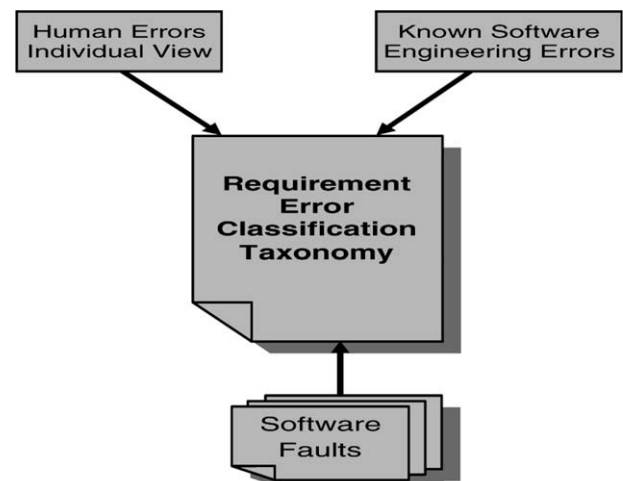 Human Errors
Individual View
Known Software
Engineering Errors
Requirement
Error
Classification
Taxonomy
Software
Faults